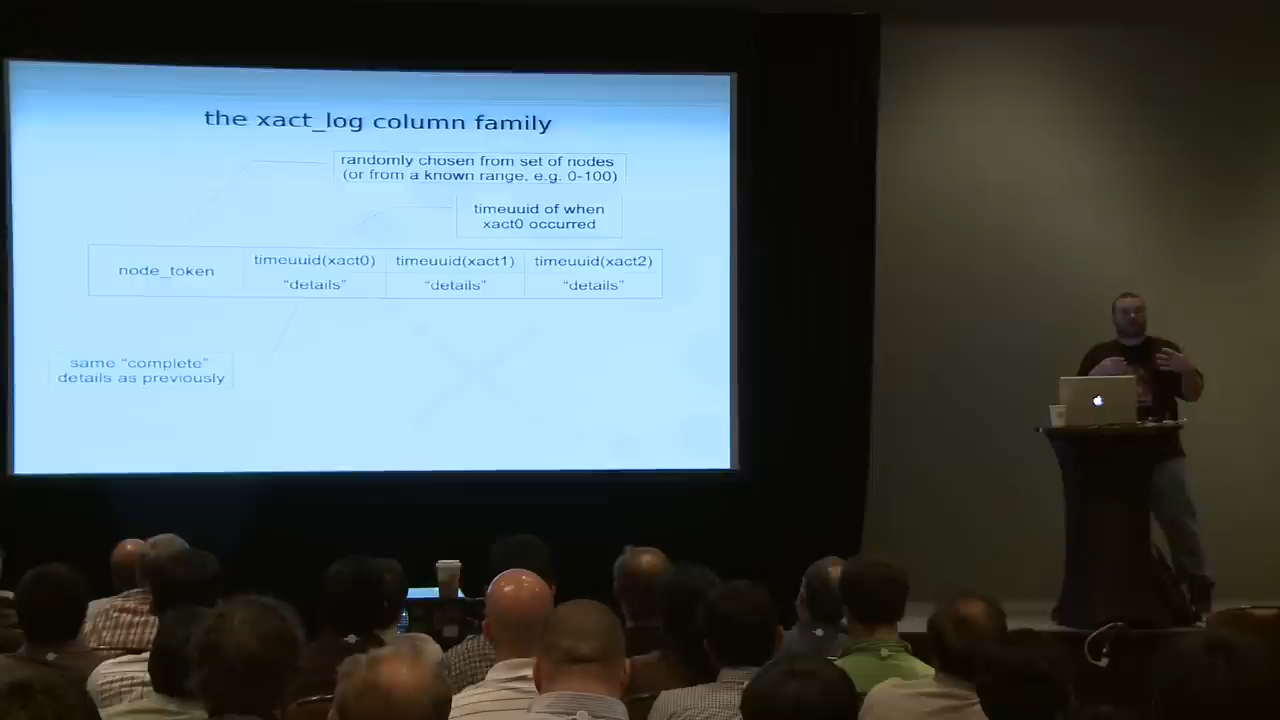 the xact_log column family
randomly chosen from set of nodes
(or from a known range, e.g. 0-100)
timeuuid of when
xact0 occurred
node_token
timeuuid(xact0)
timeuuid(xact1)
timeuuid(xact2)
“details”
“details”
“details”
same “complete”
details as previously